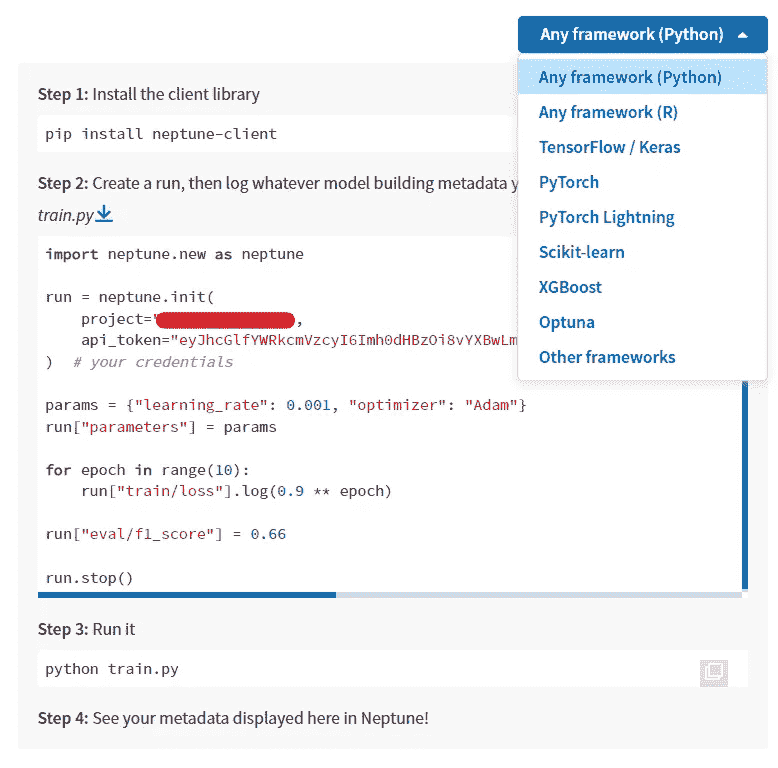 Any framework (Python)
Any framework (Python)
Any framework (R)
TensorFlow / Keras
PyTorch
PyTorch Lightning
Scikit-learn
XGBoost
Optuna
Other frameworks
Step 1: Install the client library
pip install neptune-client
Step 2: Create a run, then log whatever model building metadata y
train.py
import neptune.new as neptune
run = neptune.init(
    project="
,
    api_token="eyJhcGlfYWRkcmVzcyI6Imh0dHBzOi8vYXBwLm
)  # your credentials
params = {"learning_rate": 0.001, "optimizer": "Adam"}
run["parameters"] = params
for epoch in range(10):
    run["train/loss"].log(0.9 ** epoch)
run["eval/f1_score"] = 0.66
run.stop()
Step 3: Run it
python train.py
Step 4: See your metadata displayed here in Neptune!